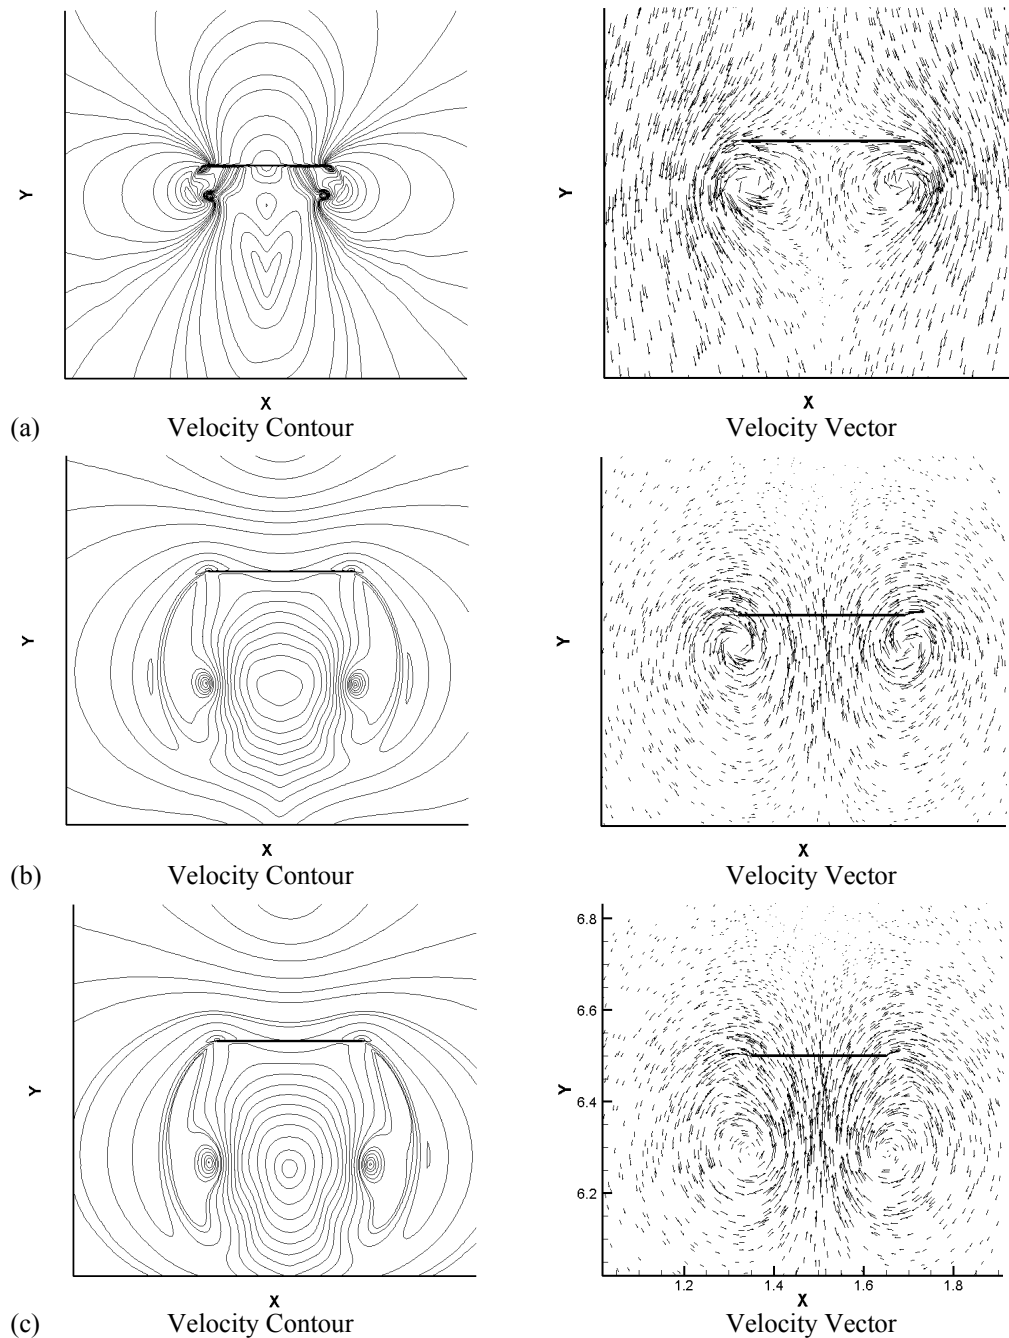 Y
X
Y
X
(a) Velocity Contour Velocity Vector
Y
X
Y
X
(b) Velocity Contour Velocity Vector
Y
X
6.8
6.6
Y
6.4
6.2
1.2 1.4 1.6 1.8
X
(c) Velocity Contour Velocity Vector